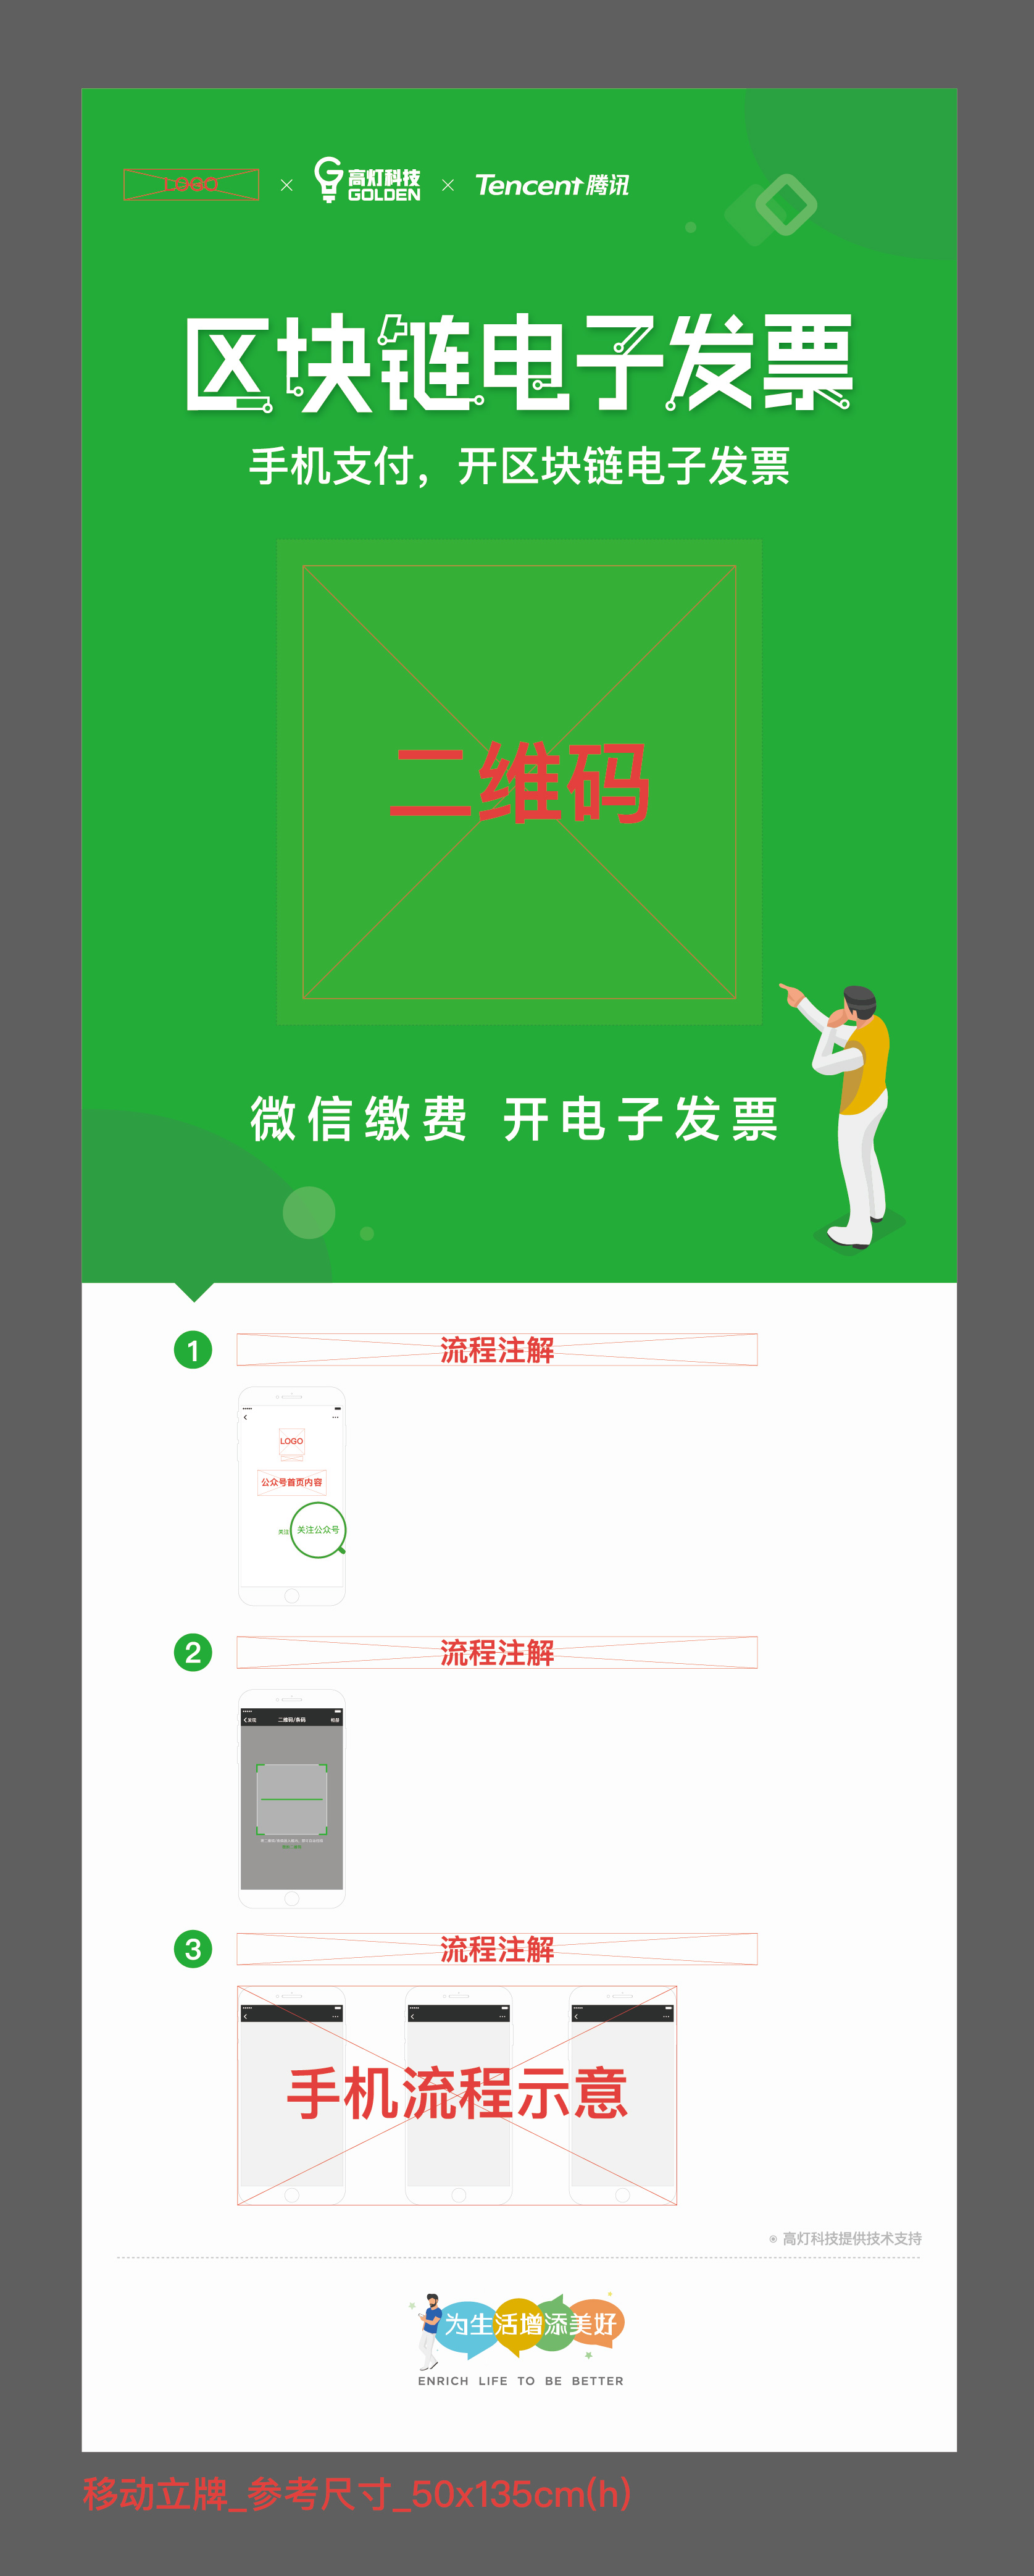 LOGO × 高灯科技 GOLDEN × Tencent 腾讯
区块链电子发票
手机支付，开区块链电子发票
二维码
微信缴费 开电子发票
1 流程注解
LOGO
公众号首页内容
关注 关注公众号
2 流程注解
二维码/条码
3 流程注解
手机流程示意
高灯科技提供技术支持
为生活增添美好
ENRICH LIFE TO BE BETTER
移动立牌_参考尺寸_50x135cm(h)